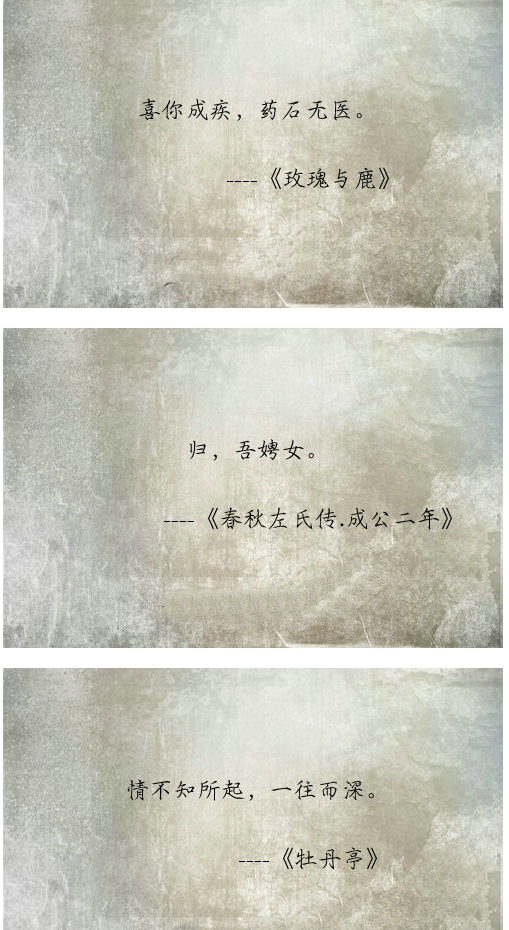 喜你成疾，药石无医。
----《玫瑰与鹿》
归，吾娉女。
----《春秋左氏传.成公二年》
情不知所起，一往而深。
----《牡丹亭》